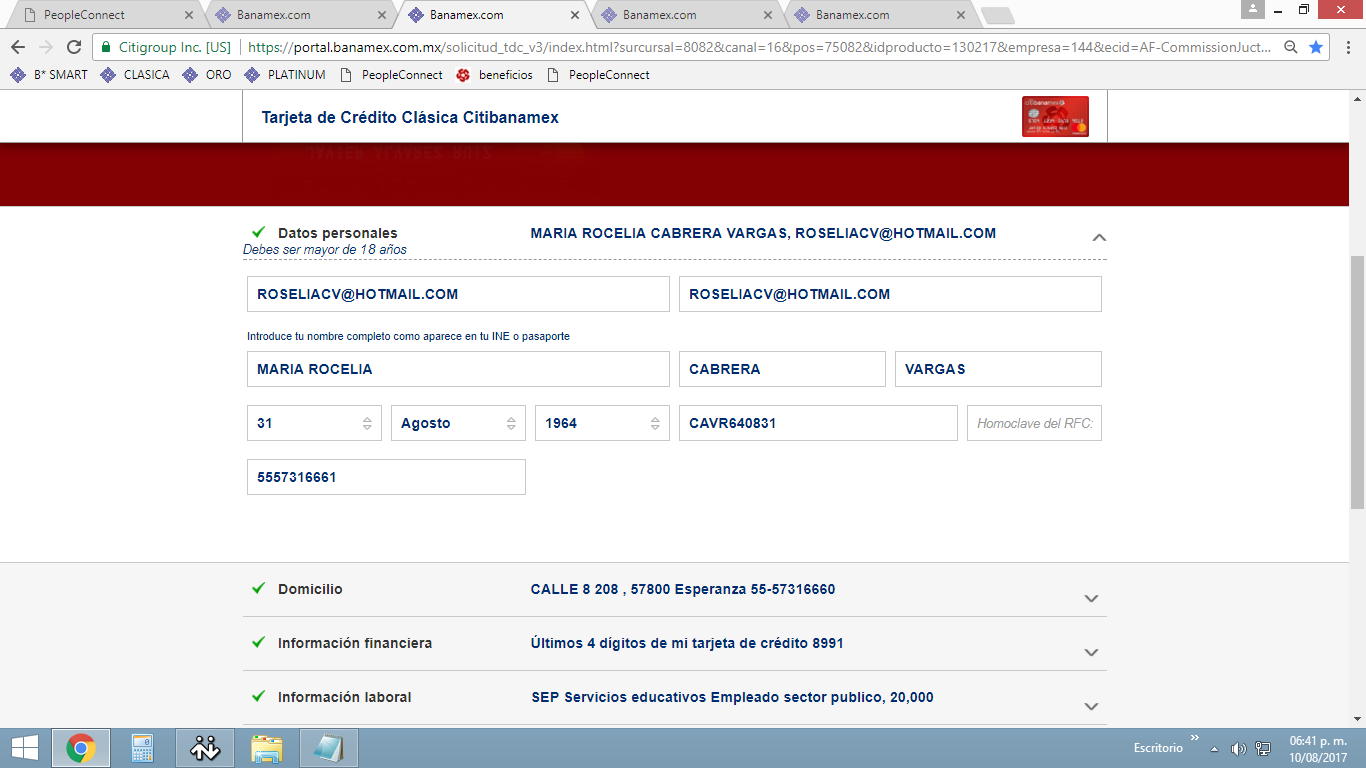 PeopleConnect Banamex.com Banamex.com Banamex.com Banamex.com
Citigroup Inc. [US] https://portal.banamex.com.mx/solicitud_tdc_v3/index.html?sursursal=8082&canal=16&pos=75082&idproducto=130217&empresa=144&ecid=AF-CommissionJuct...
B* SMART CLASICA ORO PLATINUM PeopleConnect beneficios PeopleConnect
Tarjeta de Crédito Clásica Citibanamex
Datos personales MARIA ROCELIA CABRERA VARGAS, ROSELIACV@HOTMAIL.COM
Debes ser mayor de 18 años
ROSELIACV@HOTMAIL.COM ROSELIACV@HOTMAIL.COM
Introduce tu nombre completo como aparece en tu INE o pasaporte
MARIA ROCELIA CABRERA VARGAS
31 Agosto 1964 CAVR640831 Homoclave del RFC:
5557316661
Domicilio CALLE 8 208 , 57800 Esperanza 55-57316660
Información financiera Últimos 4 dígitos de mi tarjeta de crédito 8991
Información laboral SEP Servicios educativos Empleado sector publico, 20,000
Escritorio » 06:41 p. m.
10/08/2017